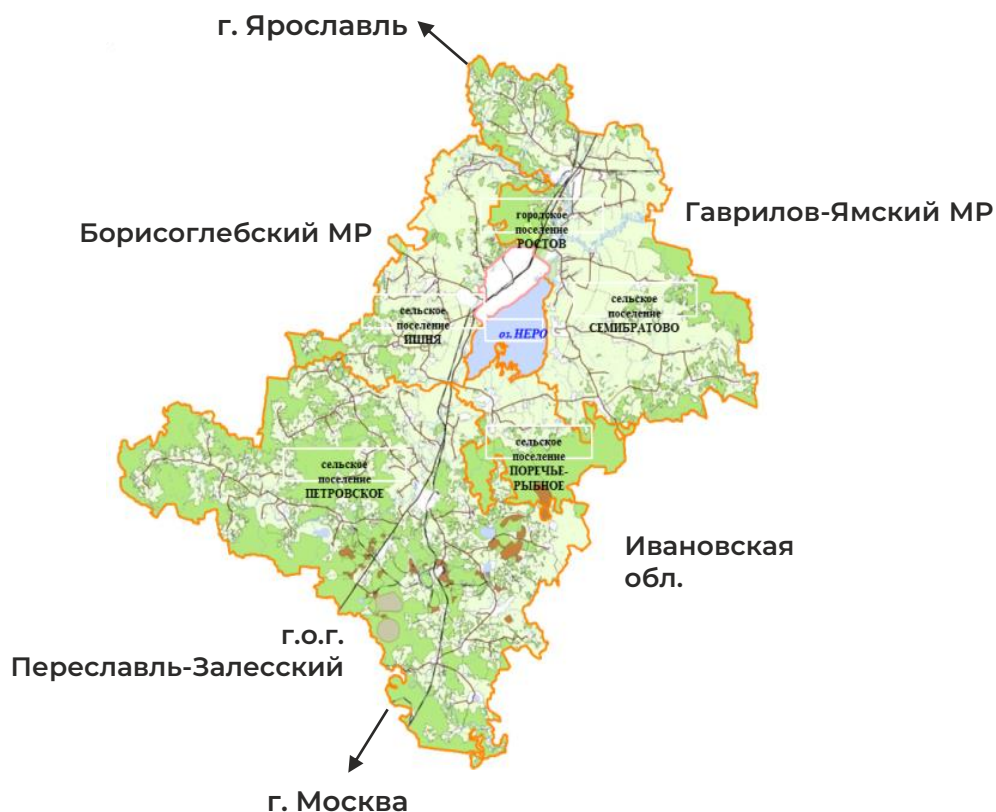 г. Ярославль
Борисоглебский МР
Гаврилов-Ямский МР
городское
поселение
РОСТОВ
сельское
поселение
ИШНЯ
оз. НЕРО
сельское
поселение
СЕМИБРАТОВО
сельское
поселение
ПЕТРОВСКОЕ
сельское
поселение
ПОРЕЧЬЕ-
РЫБНОЕ
Ивановская
обл.
г.о.г.
Переславль-Залесский
г. Москва